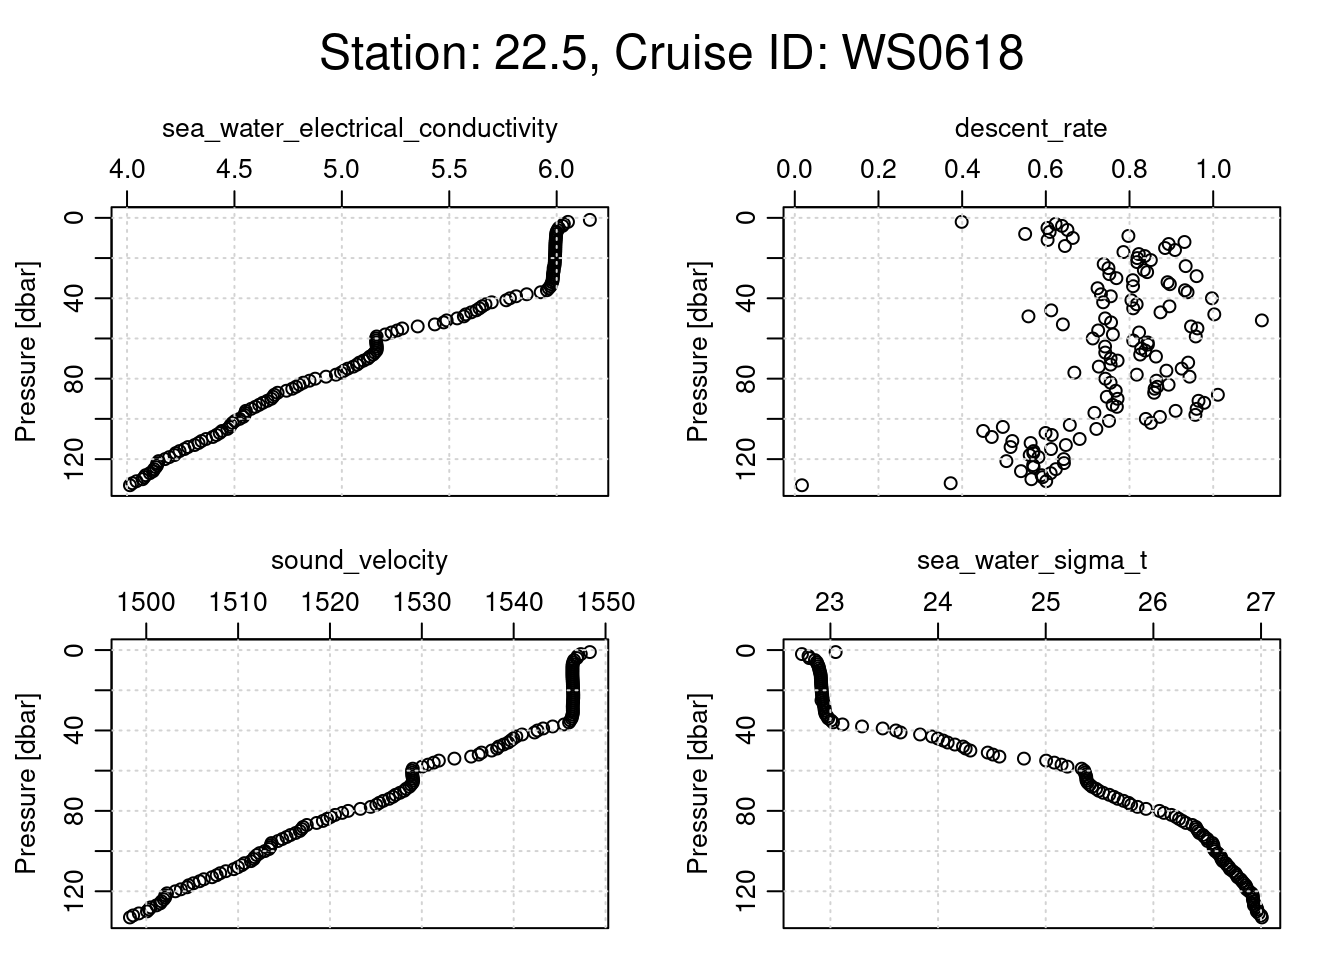 Station: 22.5, Cruise ID: WS0618
sea_water_electrical_conductivity
4.0 4.5 5.0 5.5 6.0
Pressure [dbar]
0
40
80
120
descent_rate
0.0 0.2 0.4 0.6 0.8 1.0
Pressure [dbar]
0
40
80
120
sound_velocity
1500 1510 1520 1530 1540 1550
Pressure [dbar]
0
40
80
120
sea_water_sigma_t
23 24 25 26 27
Pressure [dbar]
0
40
80
120